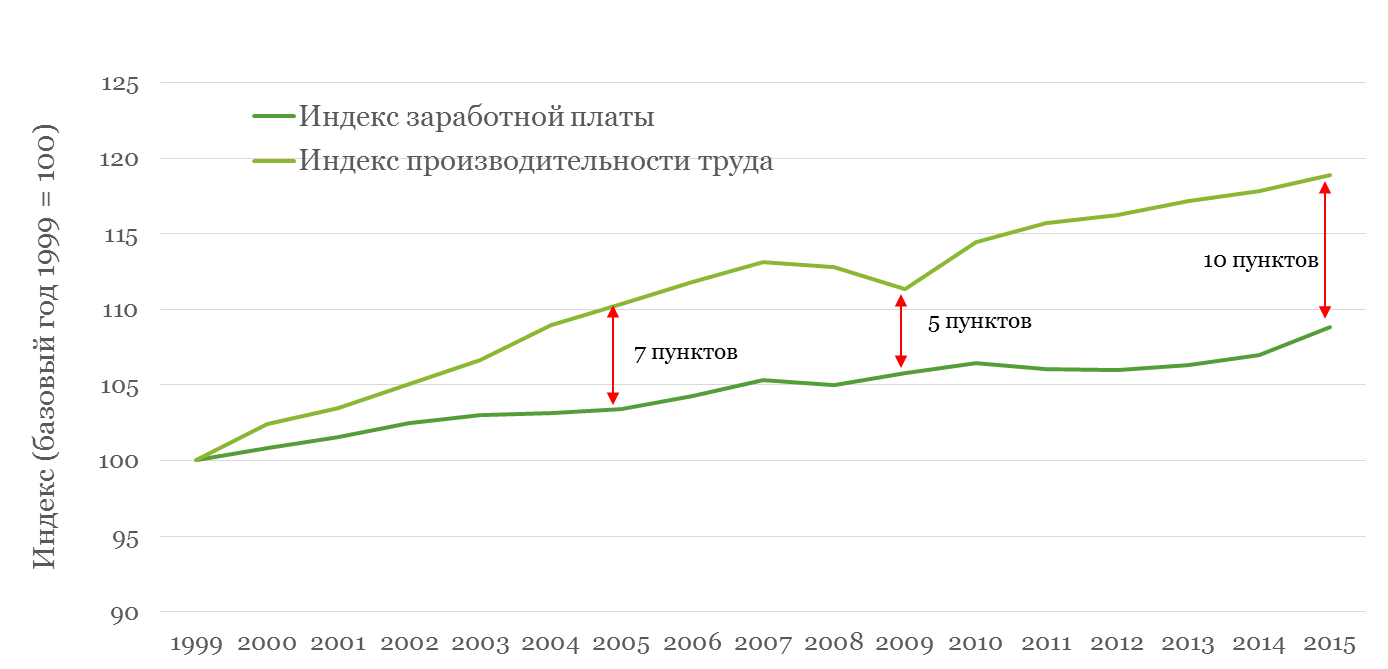 125
Индекс заработной платы
120
Индекс производительности труда
115
10 пунктов
110
5 пунктов
7 пунктов
105
100
95
90
Индекс (базовый год 1999 = 100)
1999 2000 2001 2002 2003 2004 2005 2006 2007 2008 2009 2010 2011 2012 2013 2014 2015